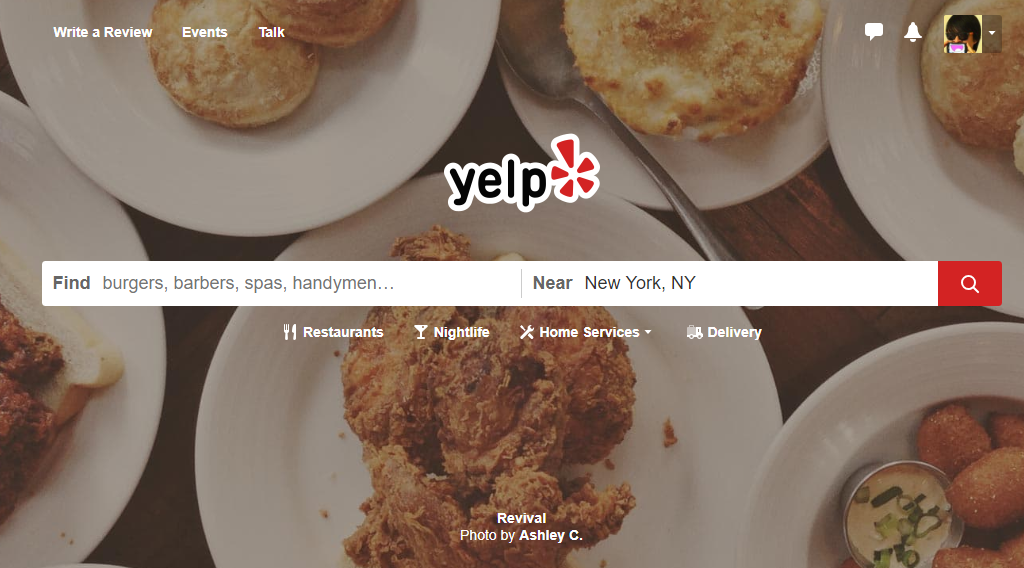 Write a Review Events Talk
yelp
Find burgers, barbers, spas, handymen… Near New York, NY
Restaurants Nightlife Home Services Delivery
Revival
Photo by Ashley C.